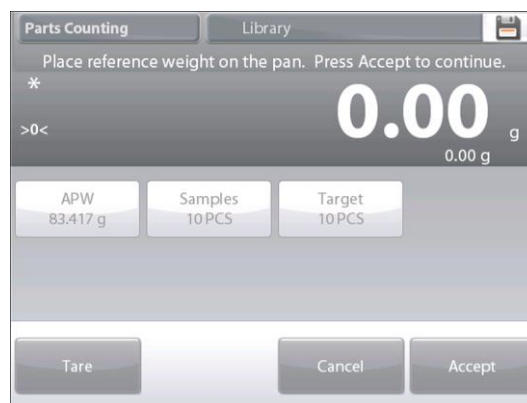 Parts Counting
Library
Place reference weight on the pan. Press Accept to continue.
*
0.00 g
>0<
0.00 g
APW
83.417 g
Samples
10 PCS
Target
10 PCS
Tare
Cancel
Accept